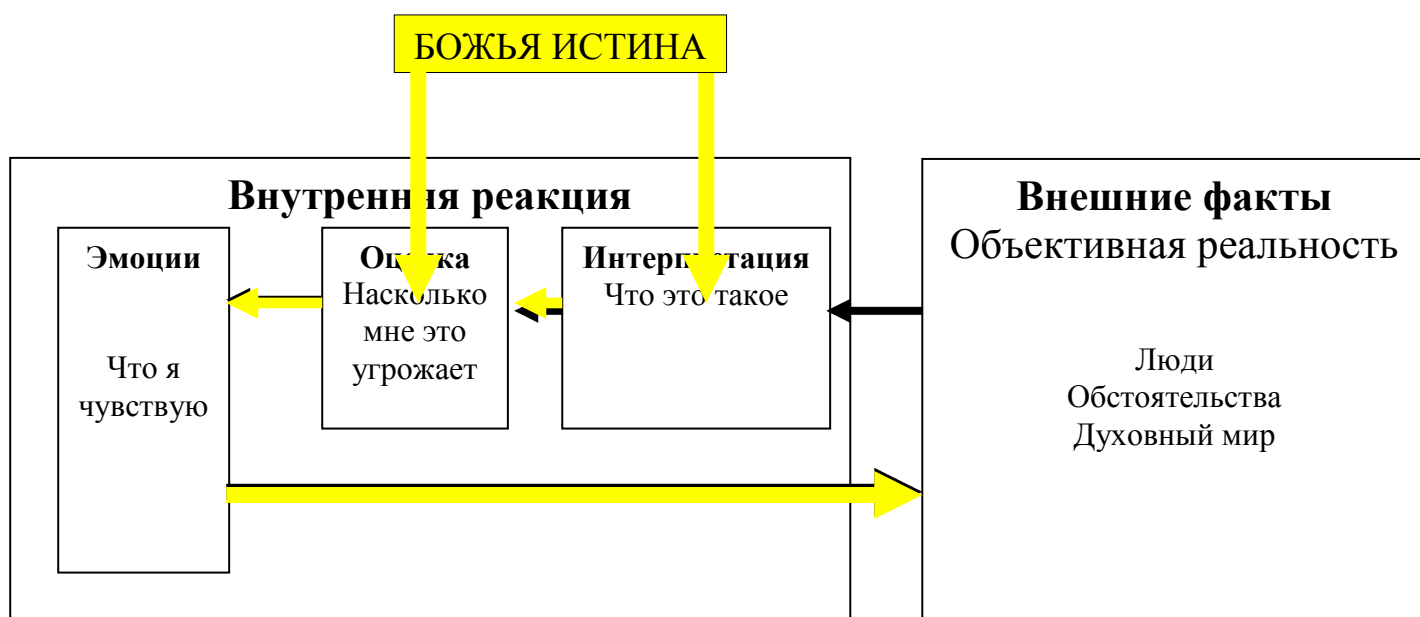 БОЖЬЯ ИСТИНА
Внутренняя реакция
Эмоции
Что я
чувствую
Оценка
Насколько
мне это
угрожает
Интерпретация
Что это такое
Внешние факты
Объективная реальность
Люди
Обстоятельства
Духовный мир